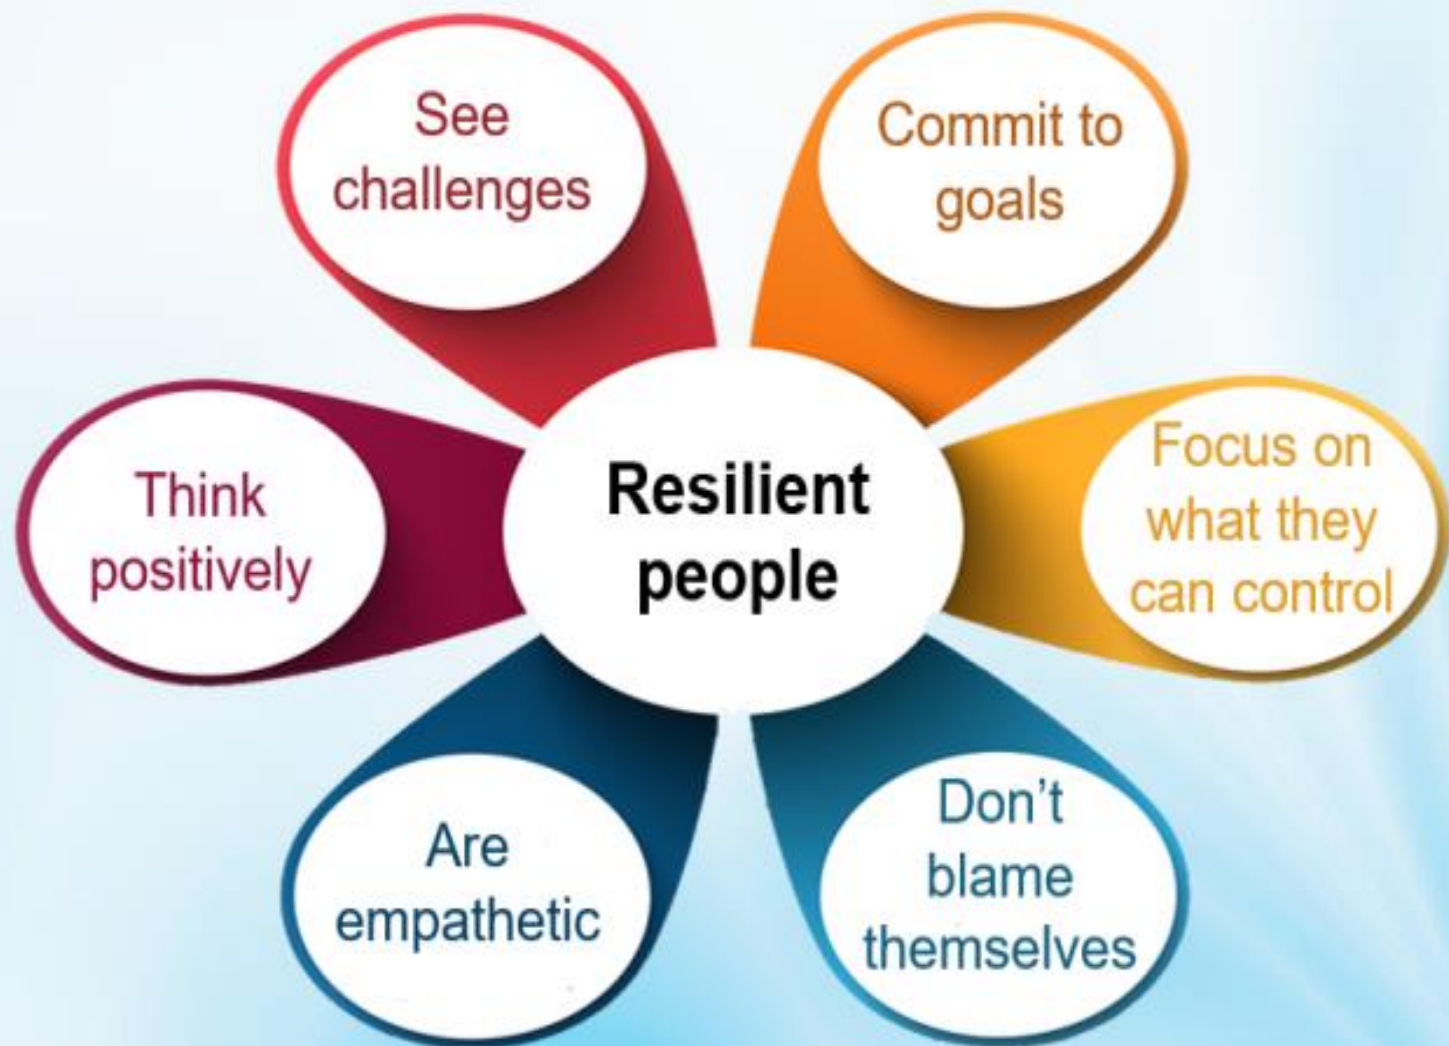 See
challenges
Commit to
goals
Think
positively
Resilient
people
Focus on
what they
can control
Are
empathetic
Don’t
blame
themselves